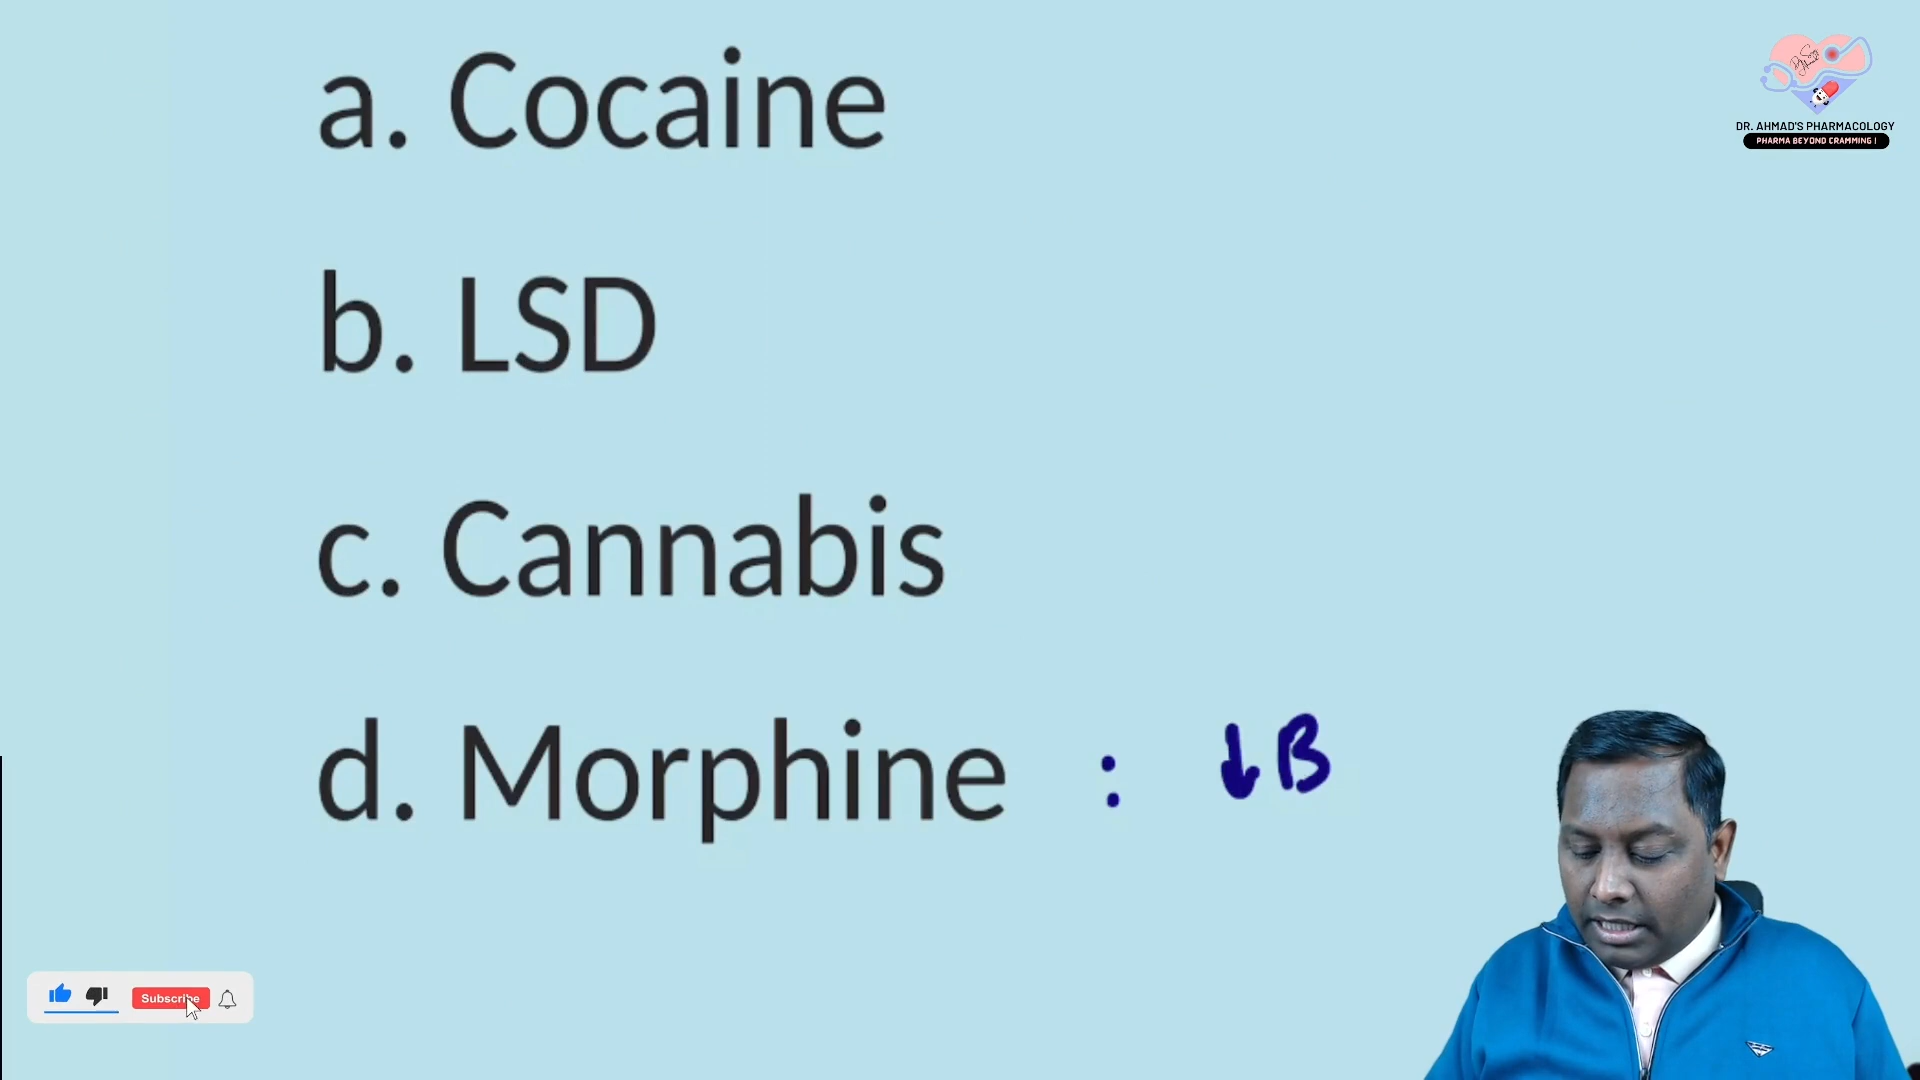 a. Cocaine
b. LSD
c. Cannabis
d. Morphine : ↓B
DR. AHMAD'S PHARMACOLOGY
PHARMA BEYOND CRAMMING !
Subscribe